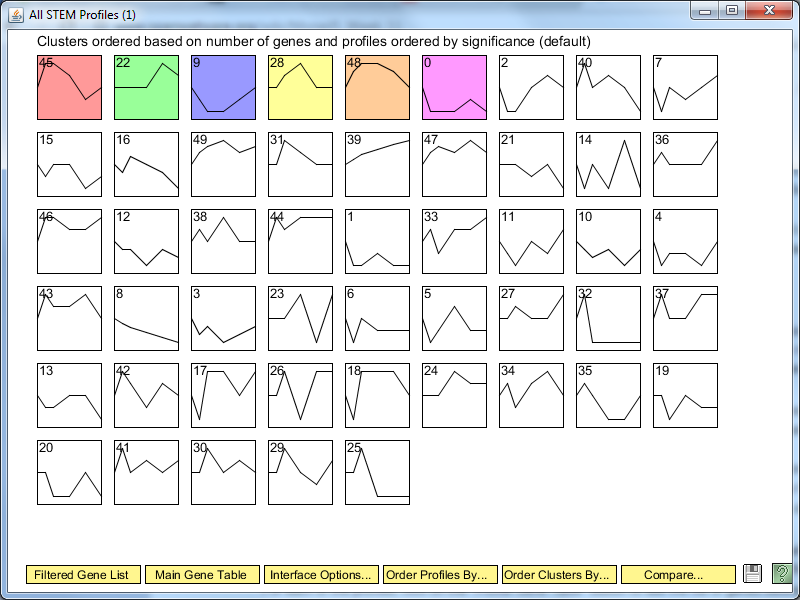 All STEM Profiles (1)
Clusters ordered based on number of genes and profiles ordered by significance (default)
45 22 9 28 48 0 2 40 7
15 16 49 31 39 47 21 14 36
46 12 38 44 1 33 11 10 4
43 8 3 23 6 5 27 32 37
13 42 17 26 18 24 34 35 19
20 41 30 29 25
Filtered Gene List Main Gene Table Interface Options... Order Profiles By... Order Clusters By... Compare... ?